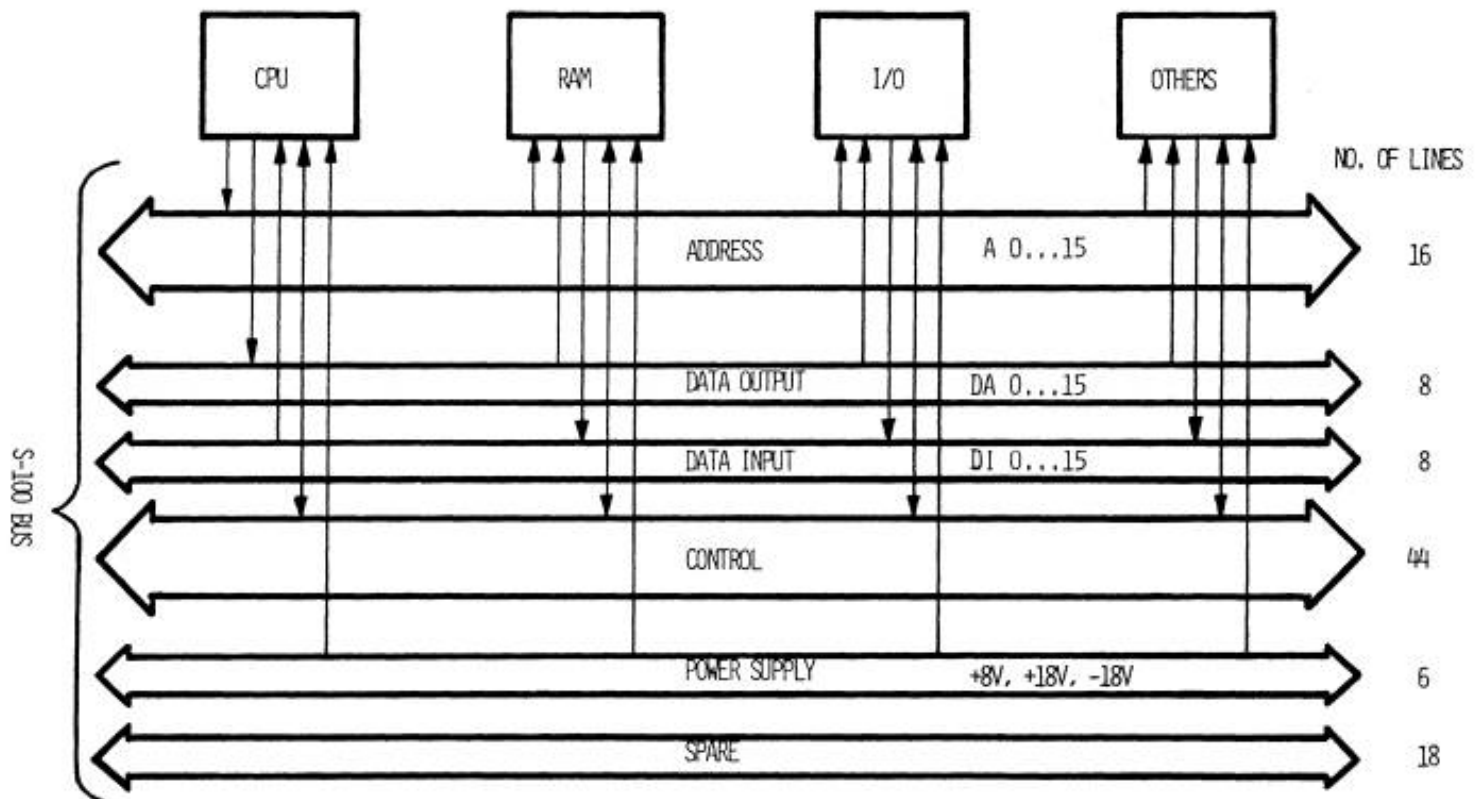 CPU
RAM
I/O
OTHERS
NO. OF LINES
ADDRESS A 0...15 16
DATA OUTPUT DA 0...15 8
DATA INPUT DI 0...15 8
S-100 BUS
CONTROL 44
POWER SUPPLY +8V, +18V, -18V 6
SPARE 18